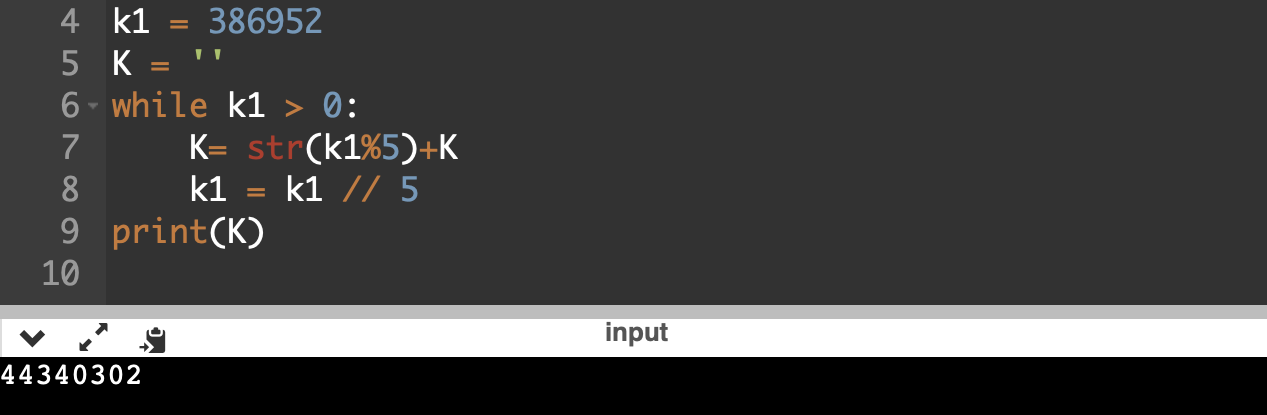 4 k1 = 386952
5 K = ''
6 while k1 > 0:
7     K= str(k1%5)+K
8     k1 = k1 // 5
9 print(K)
10
input
44340302